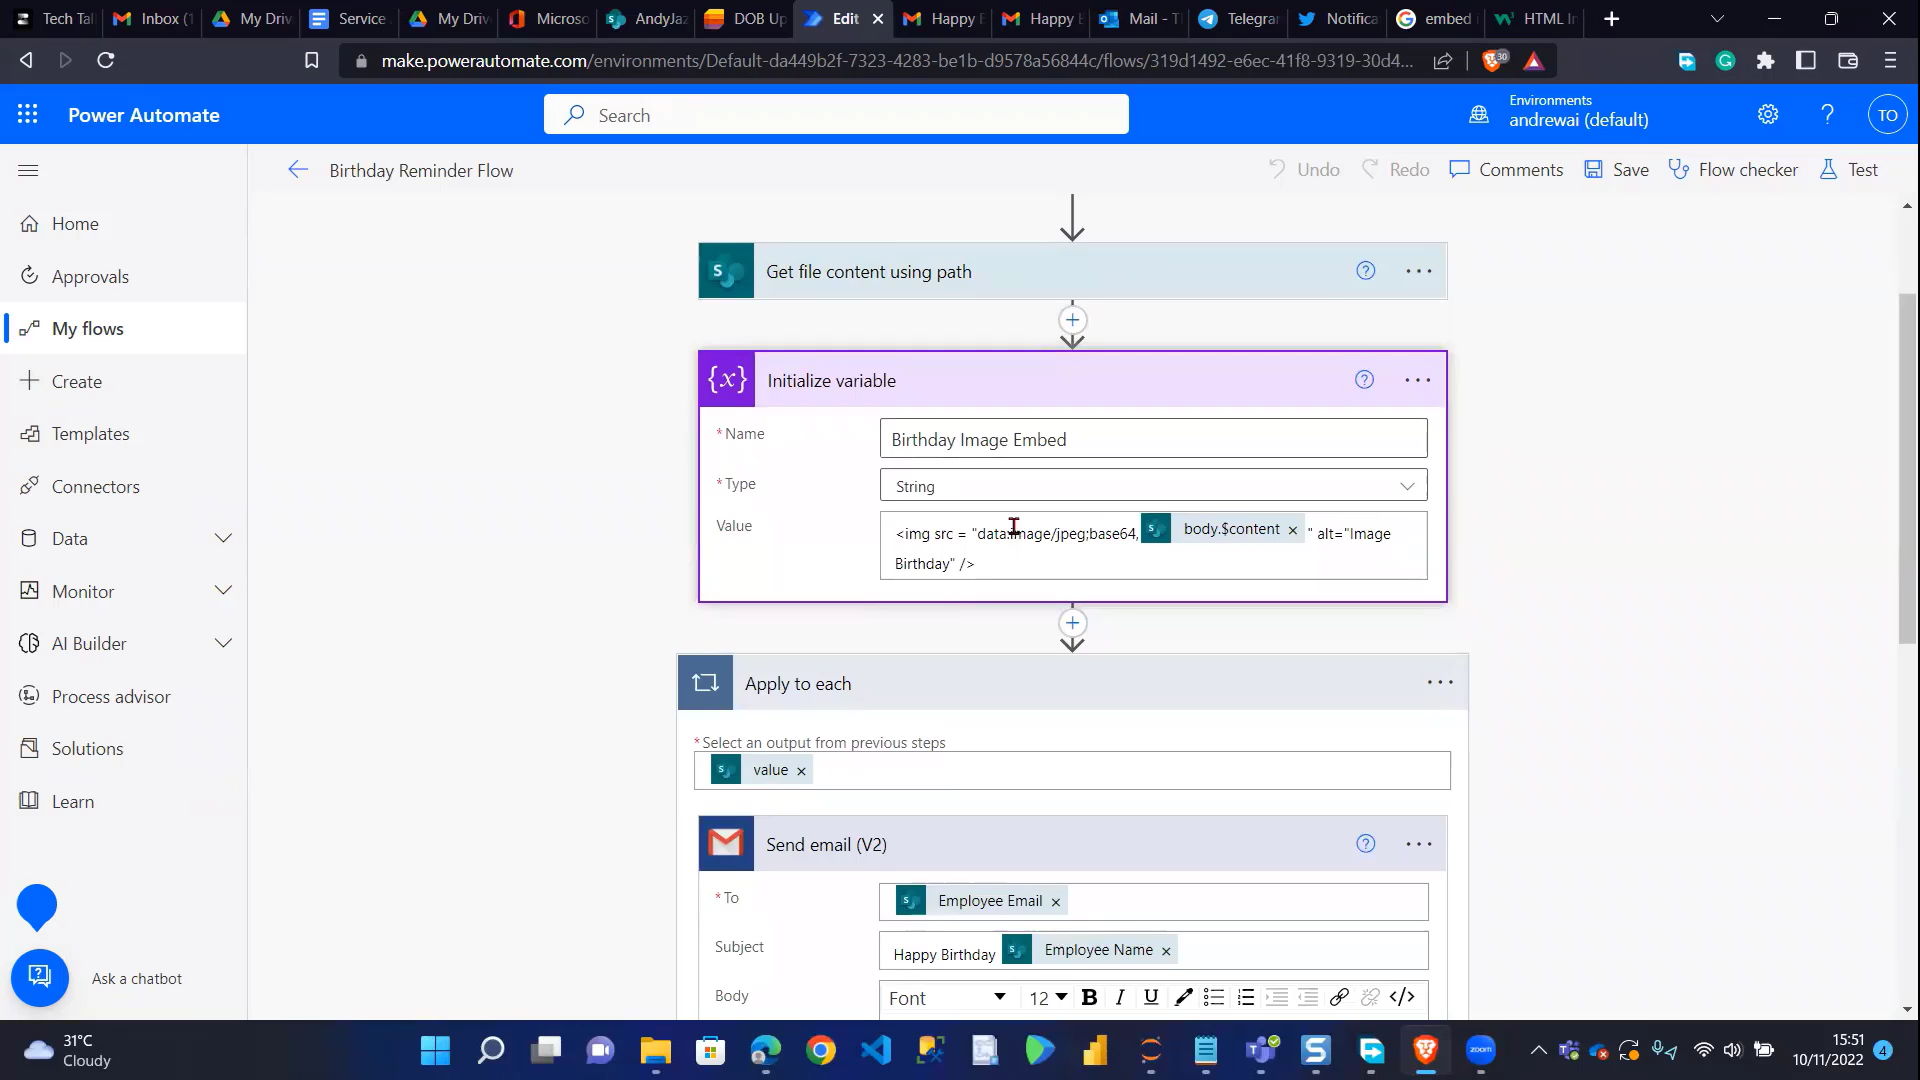 Tech Tal
Inbox (1
My Driv
Service
My Driv
Microso
AndyJaz
DOB Up
Edit
Happy B
Happy B
Mail - T
Telegra
Notifica
embed i
HTML In
make.powerautomate.com/environments/Default-da449b2f-7323-4283-be1b-d9578a56844c/flows/319d1492-e6ec-41f8-9319-30d4...
30
Power Automate
Search
Environments
andrewai (default)
TO
Birthday Reminder Flow
Undo
Redo
Comments
Save
Flow checker
Test
Home
Approvals
My flows
Create
Templates
Connectors
Data
Monitor
AI Builder
Process advisor
Solutions
Learn
Ask a chatbot
Get file content using path
{x} Initialize variable
* Name
Birthday Image Embed
* Type
String
Value
<img src = "data:image/jpeg;base64, body.$content × " alt="Image
Birthday" />
Apply to each
* Select an output from previous steps
value ×
Send email (V2)
* To
Employee Email ×
Subject
Happy Birthday Employee Name ×
Body
Font 12 B I U </>
31°C
Cloudy
zoom
15:51
10/11/2022
4